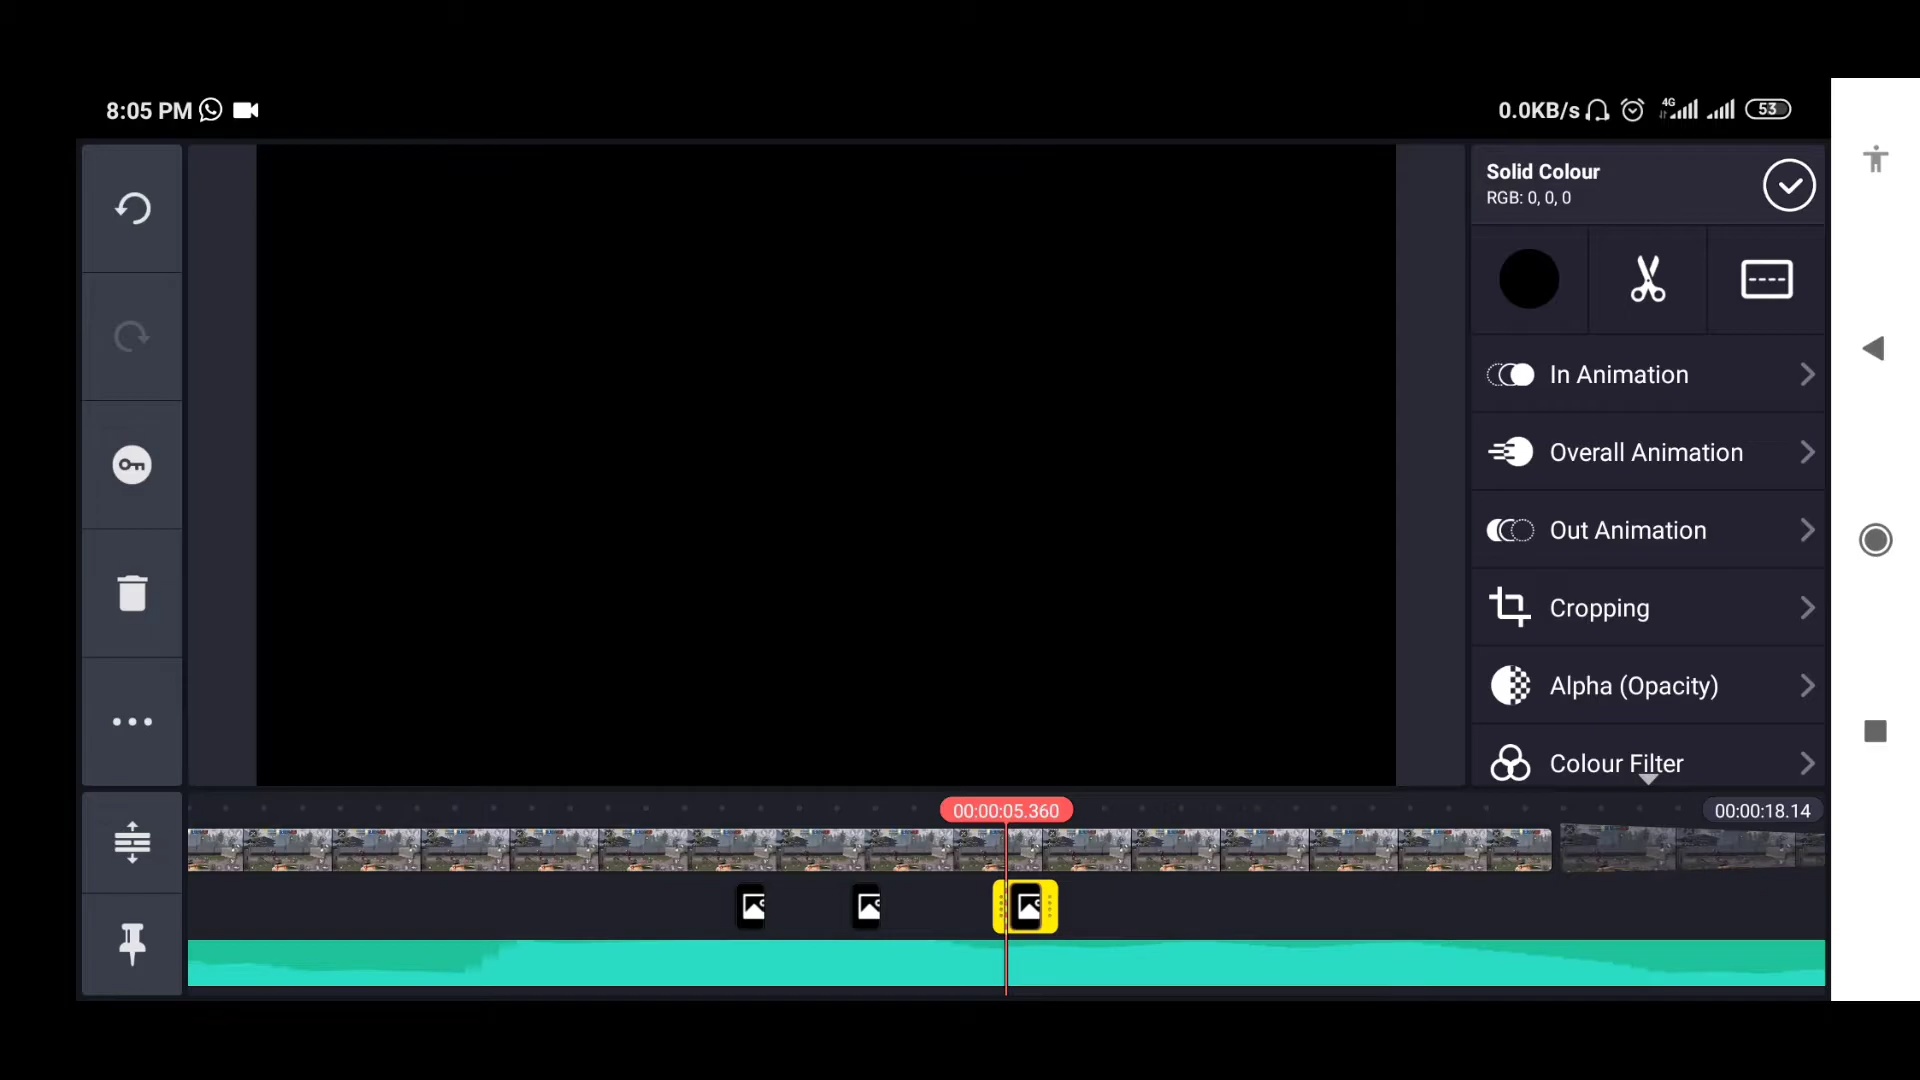 8:05 PM
0.0KB/s 4G 53
Solid Colour
RGB: 0, 0, 0
In Animation
Overall Animation
Out Animation
Cropping
Alpha (Opacity)
Colour Filter
00:00:05.360
00:00:18.14